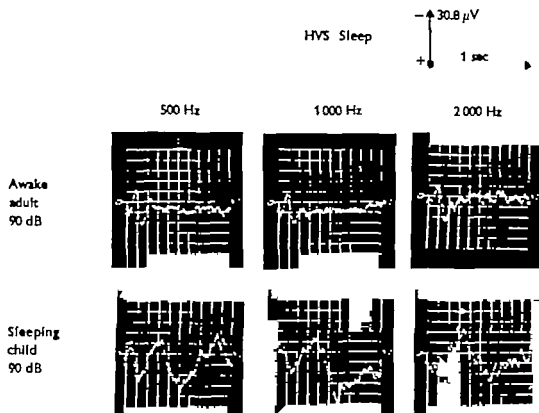 − 30.8 μV
HVS Sleep
+ 1 sec
500 Hz 1000 Hz 2000 Hz
Awake
adult
90 dB
Sleeping
child
90 dB